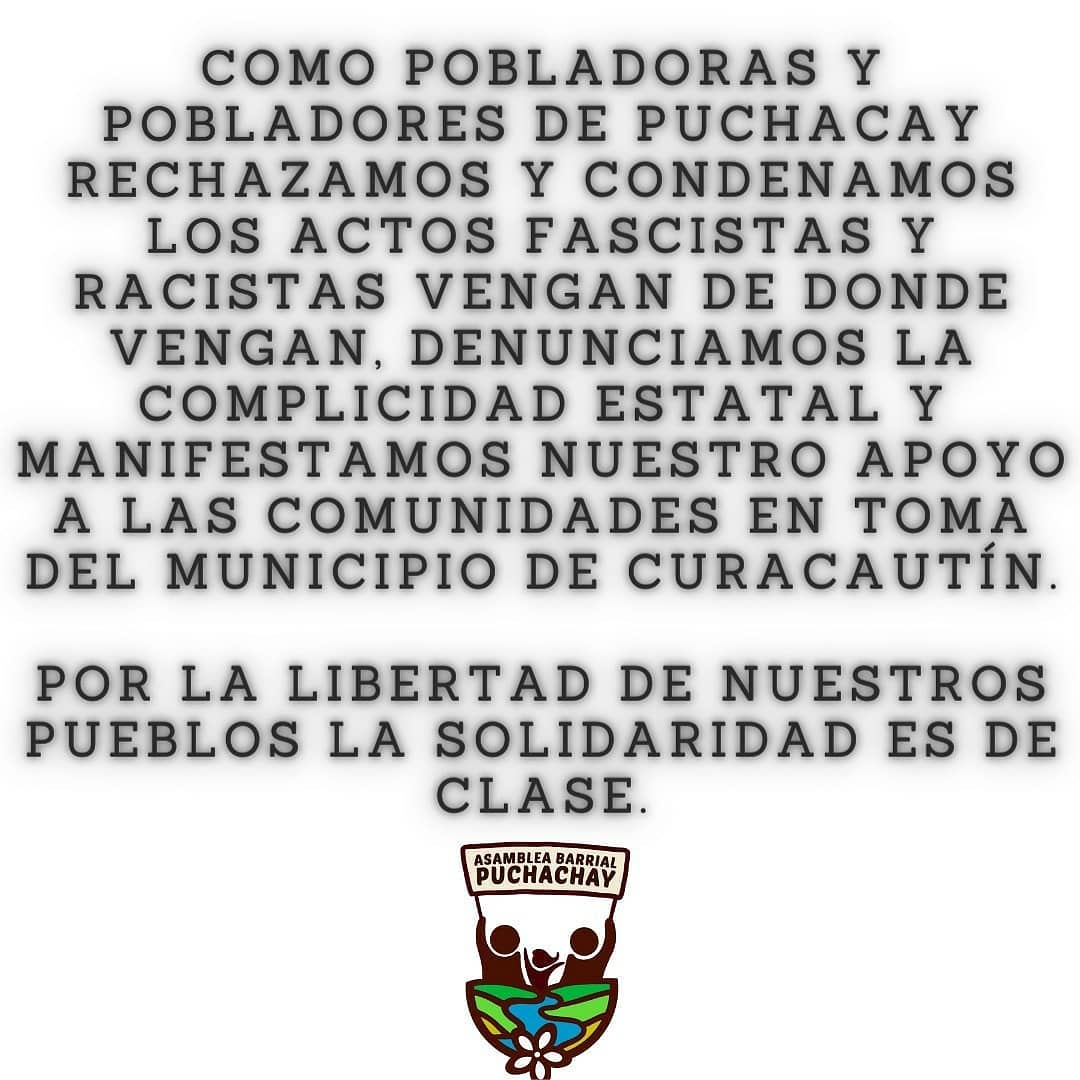 COMO POBLADORAS Y
POBLADORES DE PUCHACAY
RECHAZAMOS Y CONDENAMOS
LOS ACTOS FASCISTAS Y
RACISTAS VENGAN DE DONDE
VENGAN, DENUNCIAMOS LA
COMPLICIDAD ESTATAL Y
MANIFESTAMOS NUESTRO APOYO
A LAS COMUNIDADES EN TOMA
DEL MUNICIPIO DE CURACAUTÍN.
POR LA LIBERTAD DE NUESTROS
PUEBLOS LA SOLIDARIDAD ES DE
CLASE.
ASAMBLEA BARRIAL
PUCHACHAY